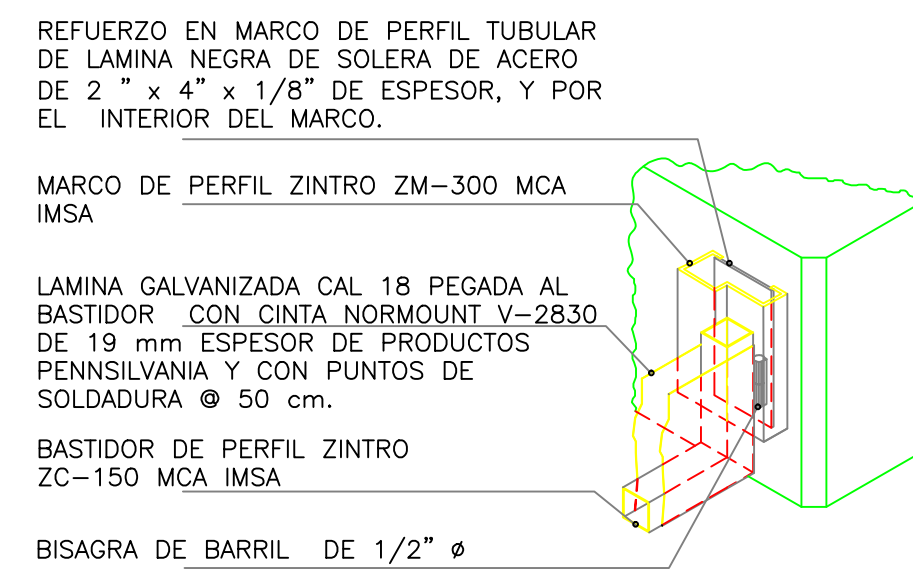 REFUERZO EN MARCO DE PERFIL TUBULAR
DE LAMINA NEGRA DE SOLERA DE ACERO
DE 2 ” x 4” x 1/8” DE ESPESOR, Y POR
EL INTERIOR DEL MARCO.
MARCO DE PERFIL ZINTRO ZM-300 MCA
IMSA
LAMINA GALVANIZADA CAL 18 PEGADA AL
BASTIDOR CON CINTA NORMOUNT V-2830
DE 19 mm ESPESOR DE PRODUCTOS
PENNSILVANIA Y CON PUNTOS DE
SOLDADURA @ 50 cm.
BASTIDOR DE PERFIL ZINTRO
ZC-150 MCA IMSA
BISAGRA DE BARRIL DE 1/2” ø